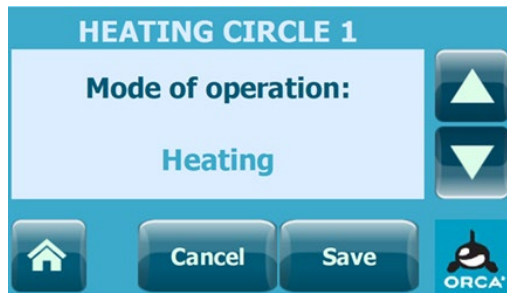 HEATING CIRCLE 1
Mode of operation:
Heating
Cancel
Save
ORCA